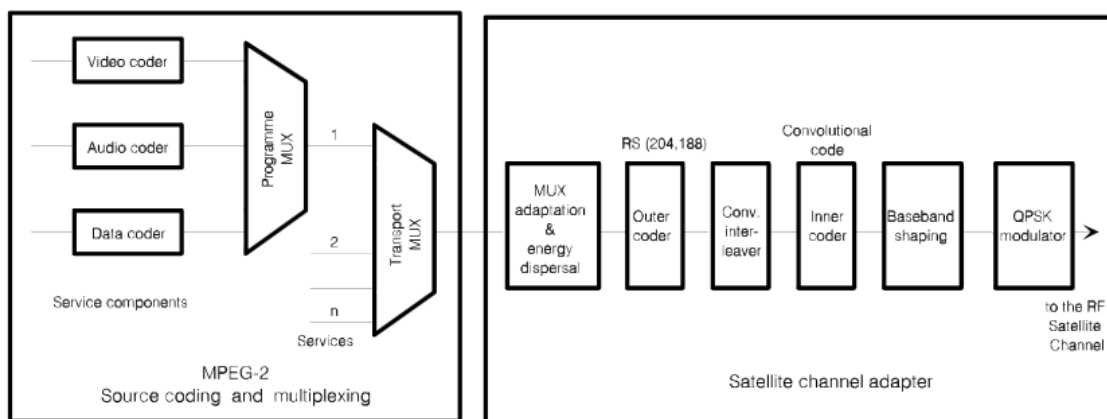 Video coder
Audio coder
Data coder
Service components
Programme
MUX
1
2
n
Services
Transport
MUX
MPEG-2
Source coding and multiplexing
MUX
adaptation
&
energy
dispersal
RS (204,188)
Outer
coder
Conv.
inter-
leaver
Convolutional
code
Inner
coder
Baseband
shaping
QPSK
modulator
to the RF
Satellite
Channel
Satellite channel adapter